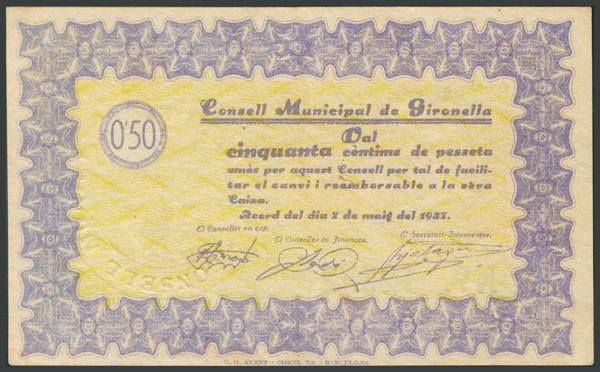 Consell Municipal de Gironella
0'50
Val
cinquanta cèntims de pesseta
emès per aquest Consell per tal de facili-
tar el canvi i reemborsable a la seva
Caixa.
Acord del dia 7 de maig del 1937.
El Conseller en cap,
El Conseller de Finances,
El Secretari-Interventor,
C. G. AVANT - CORTS, - BARCELONA